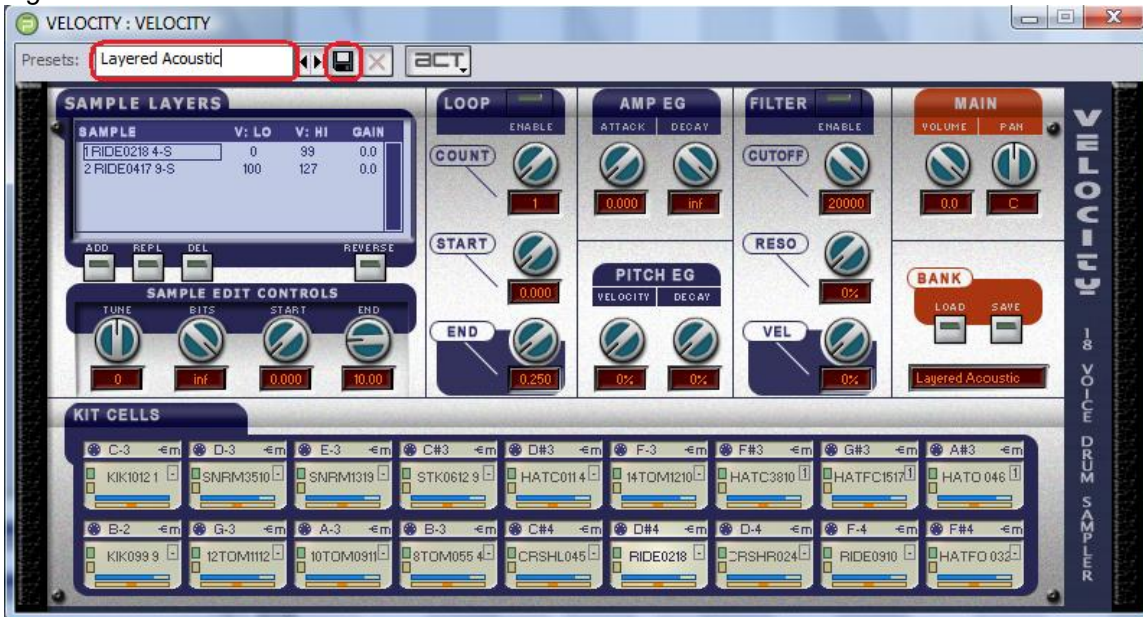 VELOCITY : VELOCITY
Presets: Layered Acoustic act
SAMPLE LAYERS
SAMPLE V: LO V: HI GAIN
1 RIDE0218 4-S 0 99 0.0
2 RIDE0417 9-S 100 127 0.0
ADD REPL DEL REVERSE
SAMPLE EDIT CONTROLS
TUNE BITS START END
0 inf 0.000 10.00
LOOP
ENABLE
COUNT
1
START
0.000
END
0.250
AMP EG
ATTACK DECAY
0.000 inf
PITCH EG
VELOCITY DECAY
0% 0%
FILTER
ENABLE
CUTOFF
20000
RESO
0%
VEL
0%
MAIN
VOLUME PAN
0.0 C
BANK
LOAD SAVE
Layered Acoustic
VELOCITY
18 VOICE DRUM SAMPLER
KIT CELLS
C-3 D-3 E-3 C#3 D#3 F-3 F#3 G#3 A#3
KIK1012 1 SNRM3510 SNRM1319 STK0612 9 HATC011 4 14TOM1210 HATC3810 1 HATFC1517 1 HATO 046 1
B-2 G-3 A-3 B-3 C#4 D#4 D-4 F-4 F#4
KIK099 9 12TOM1112 10TOM0911 8TOM055 4 CRSHL045 RIDE0218 CRSHR024 RIDE0910 HATFO 032